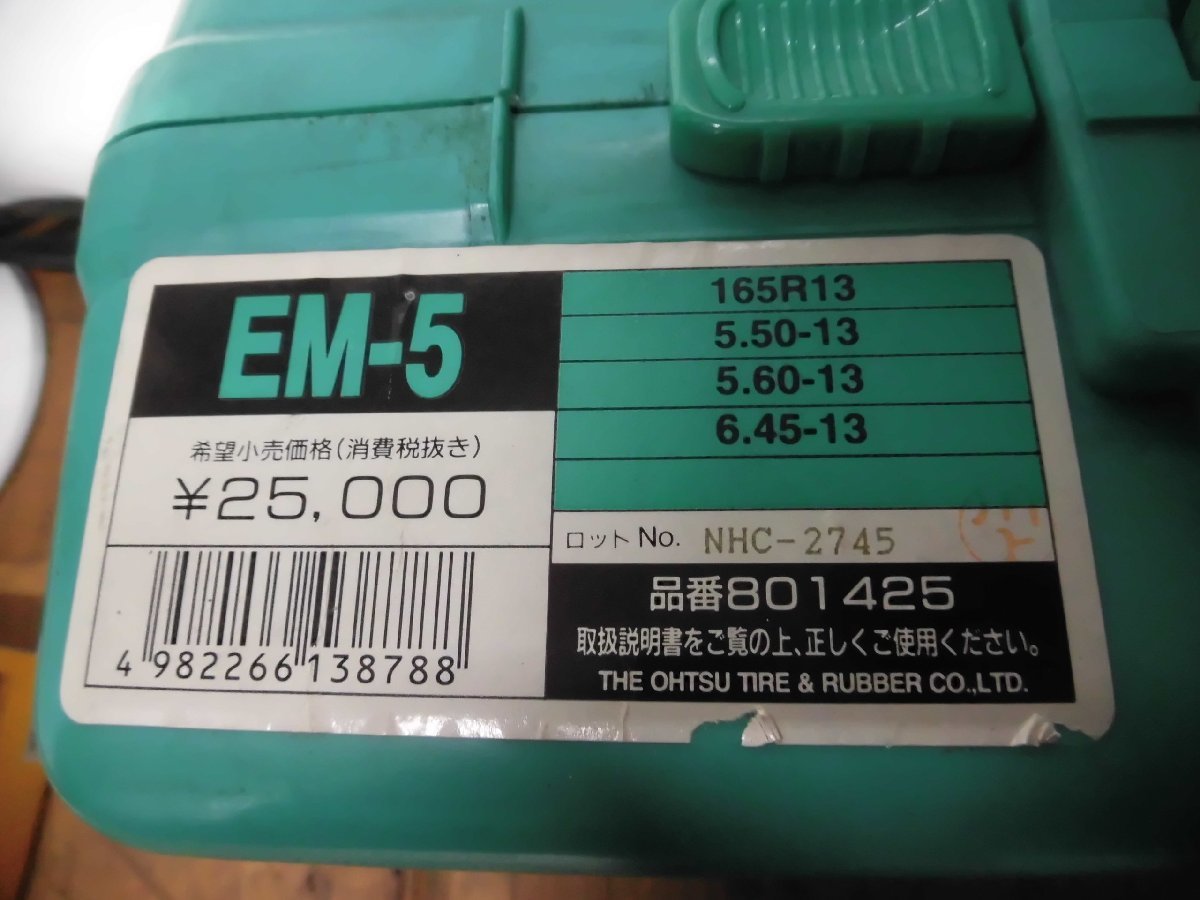 EM-5
希望小売価格(消費税抜き)
¥25,000
4 982266 138788
165R13
5.50-13
5.60-13
6.45-13
ロットNo. NHC-2745
品番801425
取扱説明書をご覧の上、正しくご使用ください。
THE OHTSU TIRE & RUBBER CO.,LTD.